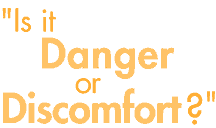 "Is it
Danger
or
Discomfort?"